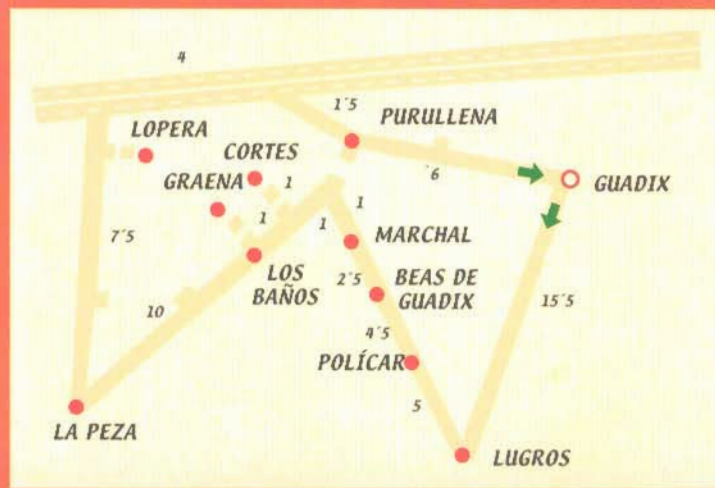 4
1´5
PURULLENA
LOPERA
CORTES
GRAENA
1
´6
GUADIX
7´5
1
1
1
MARCHAL
LOS
BAÑOS
2´5
BEAS DE
GUADIX
10
15´5
4´5
POLÍCAR
5
LA PEZA
LUGROS